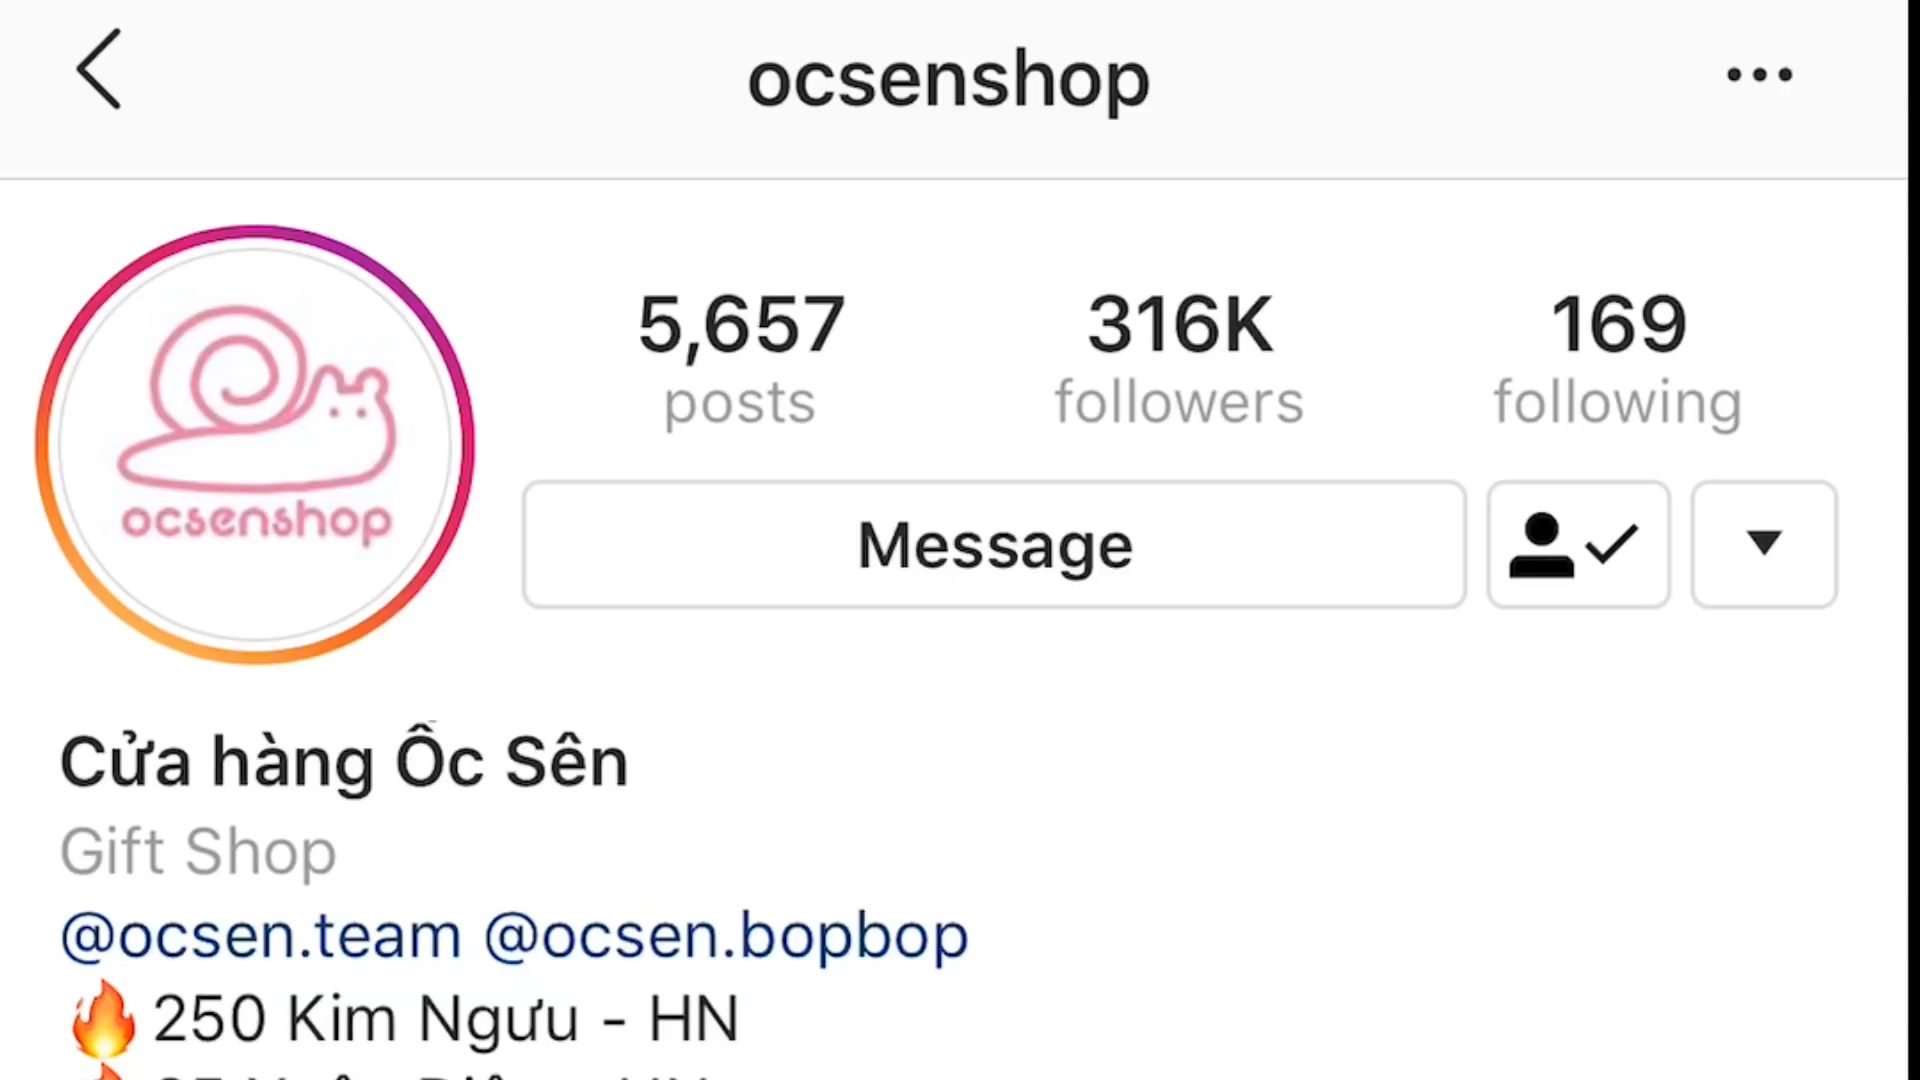 ocsenshop
ocsenshop
5,657
posts
316K
followers
169
following
Message
Cửa hàng Ốc Sên
Gift Shop
@ocsen.team @ocsen.bopbop
250 Kim Ngưu - HN